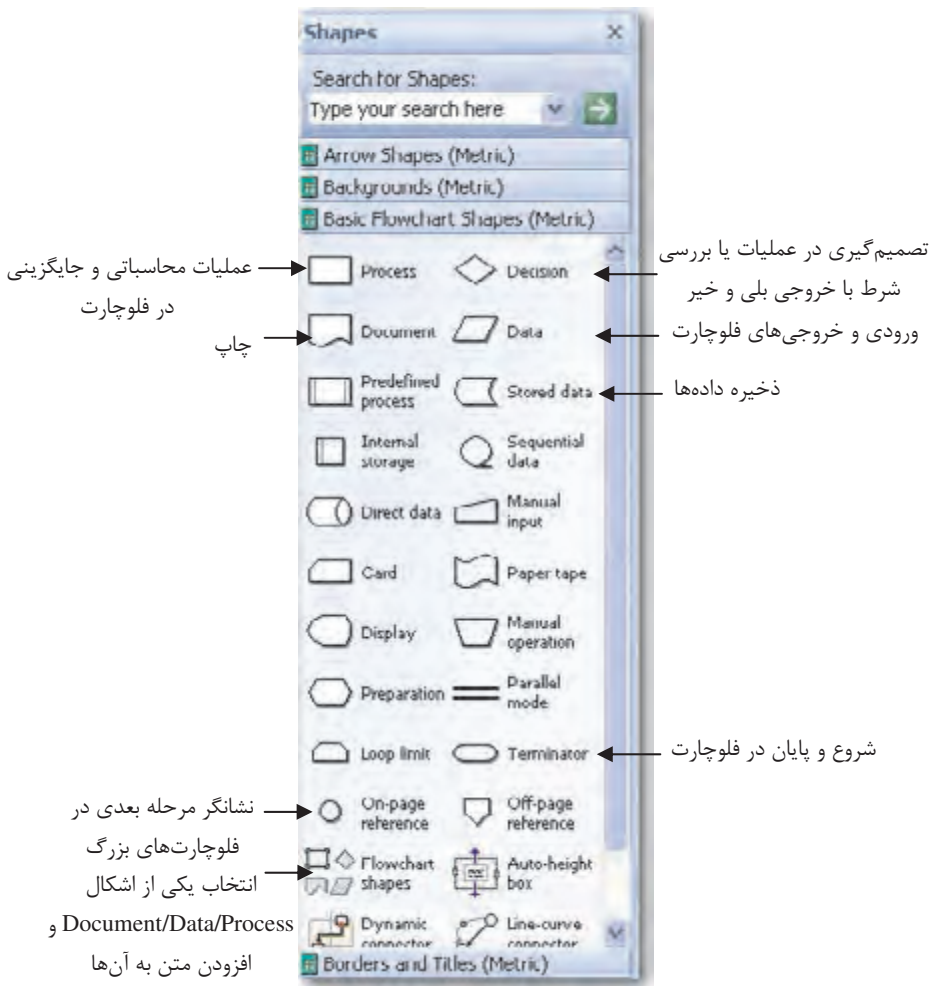 Shapes
Search for Shapes:
Type your search here
Arrow Shapes (Metric)
Backgrounds (Metric)
Basic Flowchart Shapes (Metric)
Process
Decision
Document
Data
Predefined
process
Stored data
Internal
storage
Sequential
data
Direct data
Manual
input
Card
Paper tape
Display
Manual
operation
Preparation
Parallel
mode
Loop limit
Terminator
On-page
reference
Off-page
reference
Flowchart
shapes
Auto-height
box
Dynamic
connector
Line-curve
connector
Borders and Titles (Metric)
عملیات محاسباتی و جایگزینی
در فلوچارت
چاپ
نشانگر مرحله بعدی در
فلوچارت‌های بزرگ
انتخاب یکی از اشکال
Document/Data/Process و
افزودن متن به آن‌ها
تصمیم‌گیری در عملیات یا بررسی
شرط با خروجی بلی و خیر
ورودی و خروجی‌های فلوچارت
ذخیره داده‌ها
شروع و پایان در فلوچارت